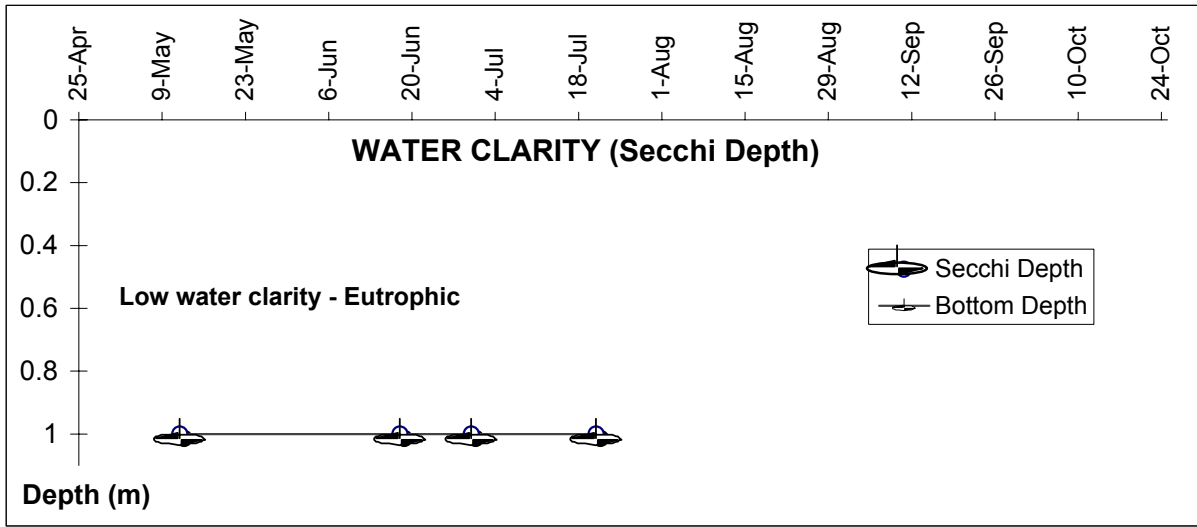 25-Apr
9-May
23-May
6-Jun
20-Jun
4-Jul
18-Jul
1-Aug
15-Aug
29-Aug
12-Sep
26-Sep
10-Oct
24-Oct
0
WATER CLARITY (Secchi Depth)
0.2
0.4
Secchi Depth
Low water clarity - Eutrophic
Bottom Depth
0.6
0.8
1
Depth (m)